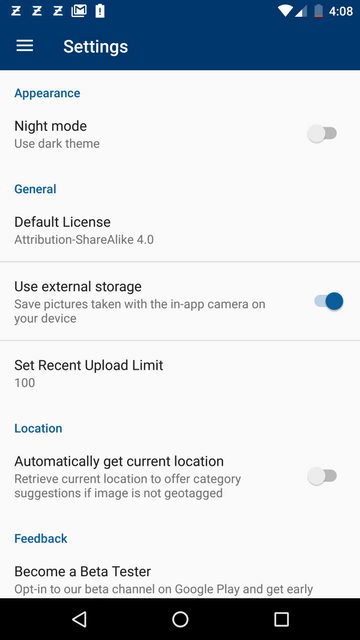 4:08
Settings
Appearance
Night mode
Use dark theme
General
Default License
Attribution-ShareAlike 4.0
Use external storage
Save pictures taken with the in-app camera on
your device
Set Recent Upload Limit
100
Location
Automatically get current location
Retrieve current location to offer category
suggestions if image is not geotagged
Feedback
Become a Beta Tester
Opt-in to our beta channel on Google Play and get early